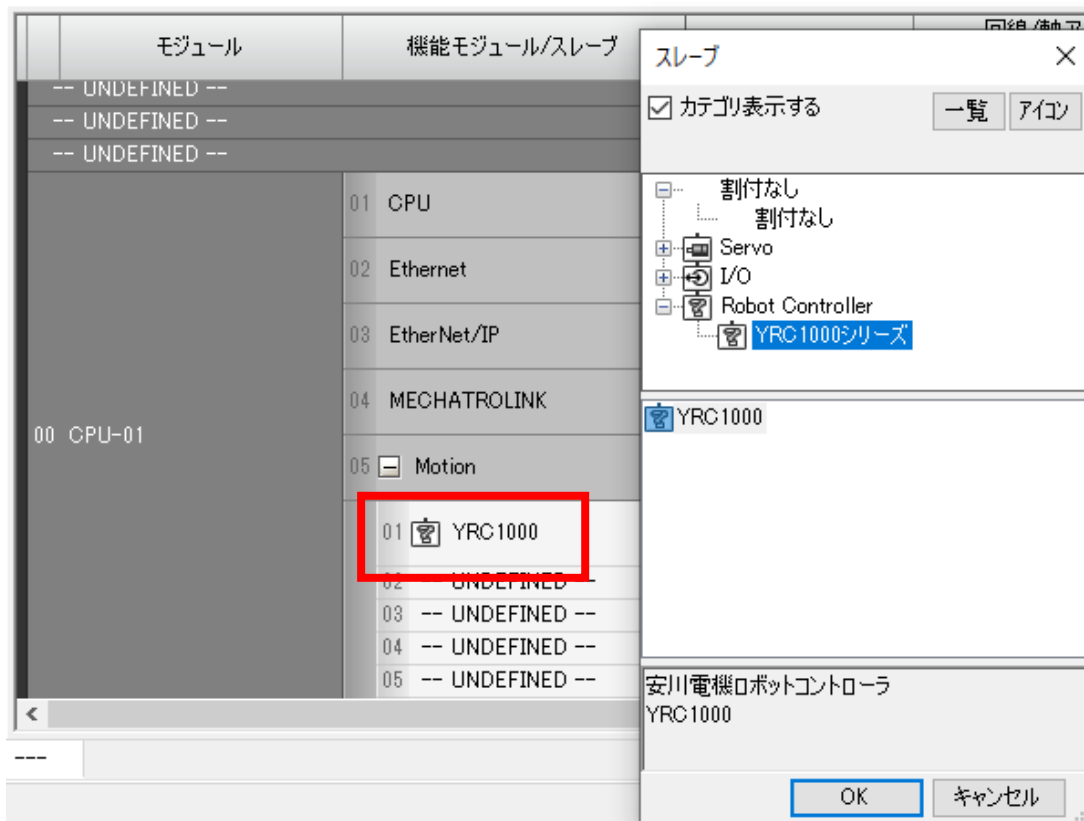 モジュール
機能モジュール/スレーブ
-- UNDEFINED --
-- UNDEFINED --
-- UNDEFINED --
00 CPU-01
01 CPU
02 Ethernet
03 EtherNet/IP
04 MECHATROLINK
05 Motion
01 YRC1000
02 -- UNDEFINED --
03 -- UNDEFINED --
04 -- UNDEFINED --
05 -- UNDEFINED --
---
スレーブ
カテゴリ表示する
一覧
アイコン
割付なし
割付なし
Servo
I/O
Robot Controller
YRC1000シリーズ
YRC1000
安川電機ロボットコントローラ
YRC1000
OK
キャンセル